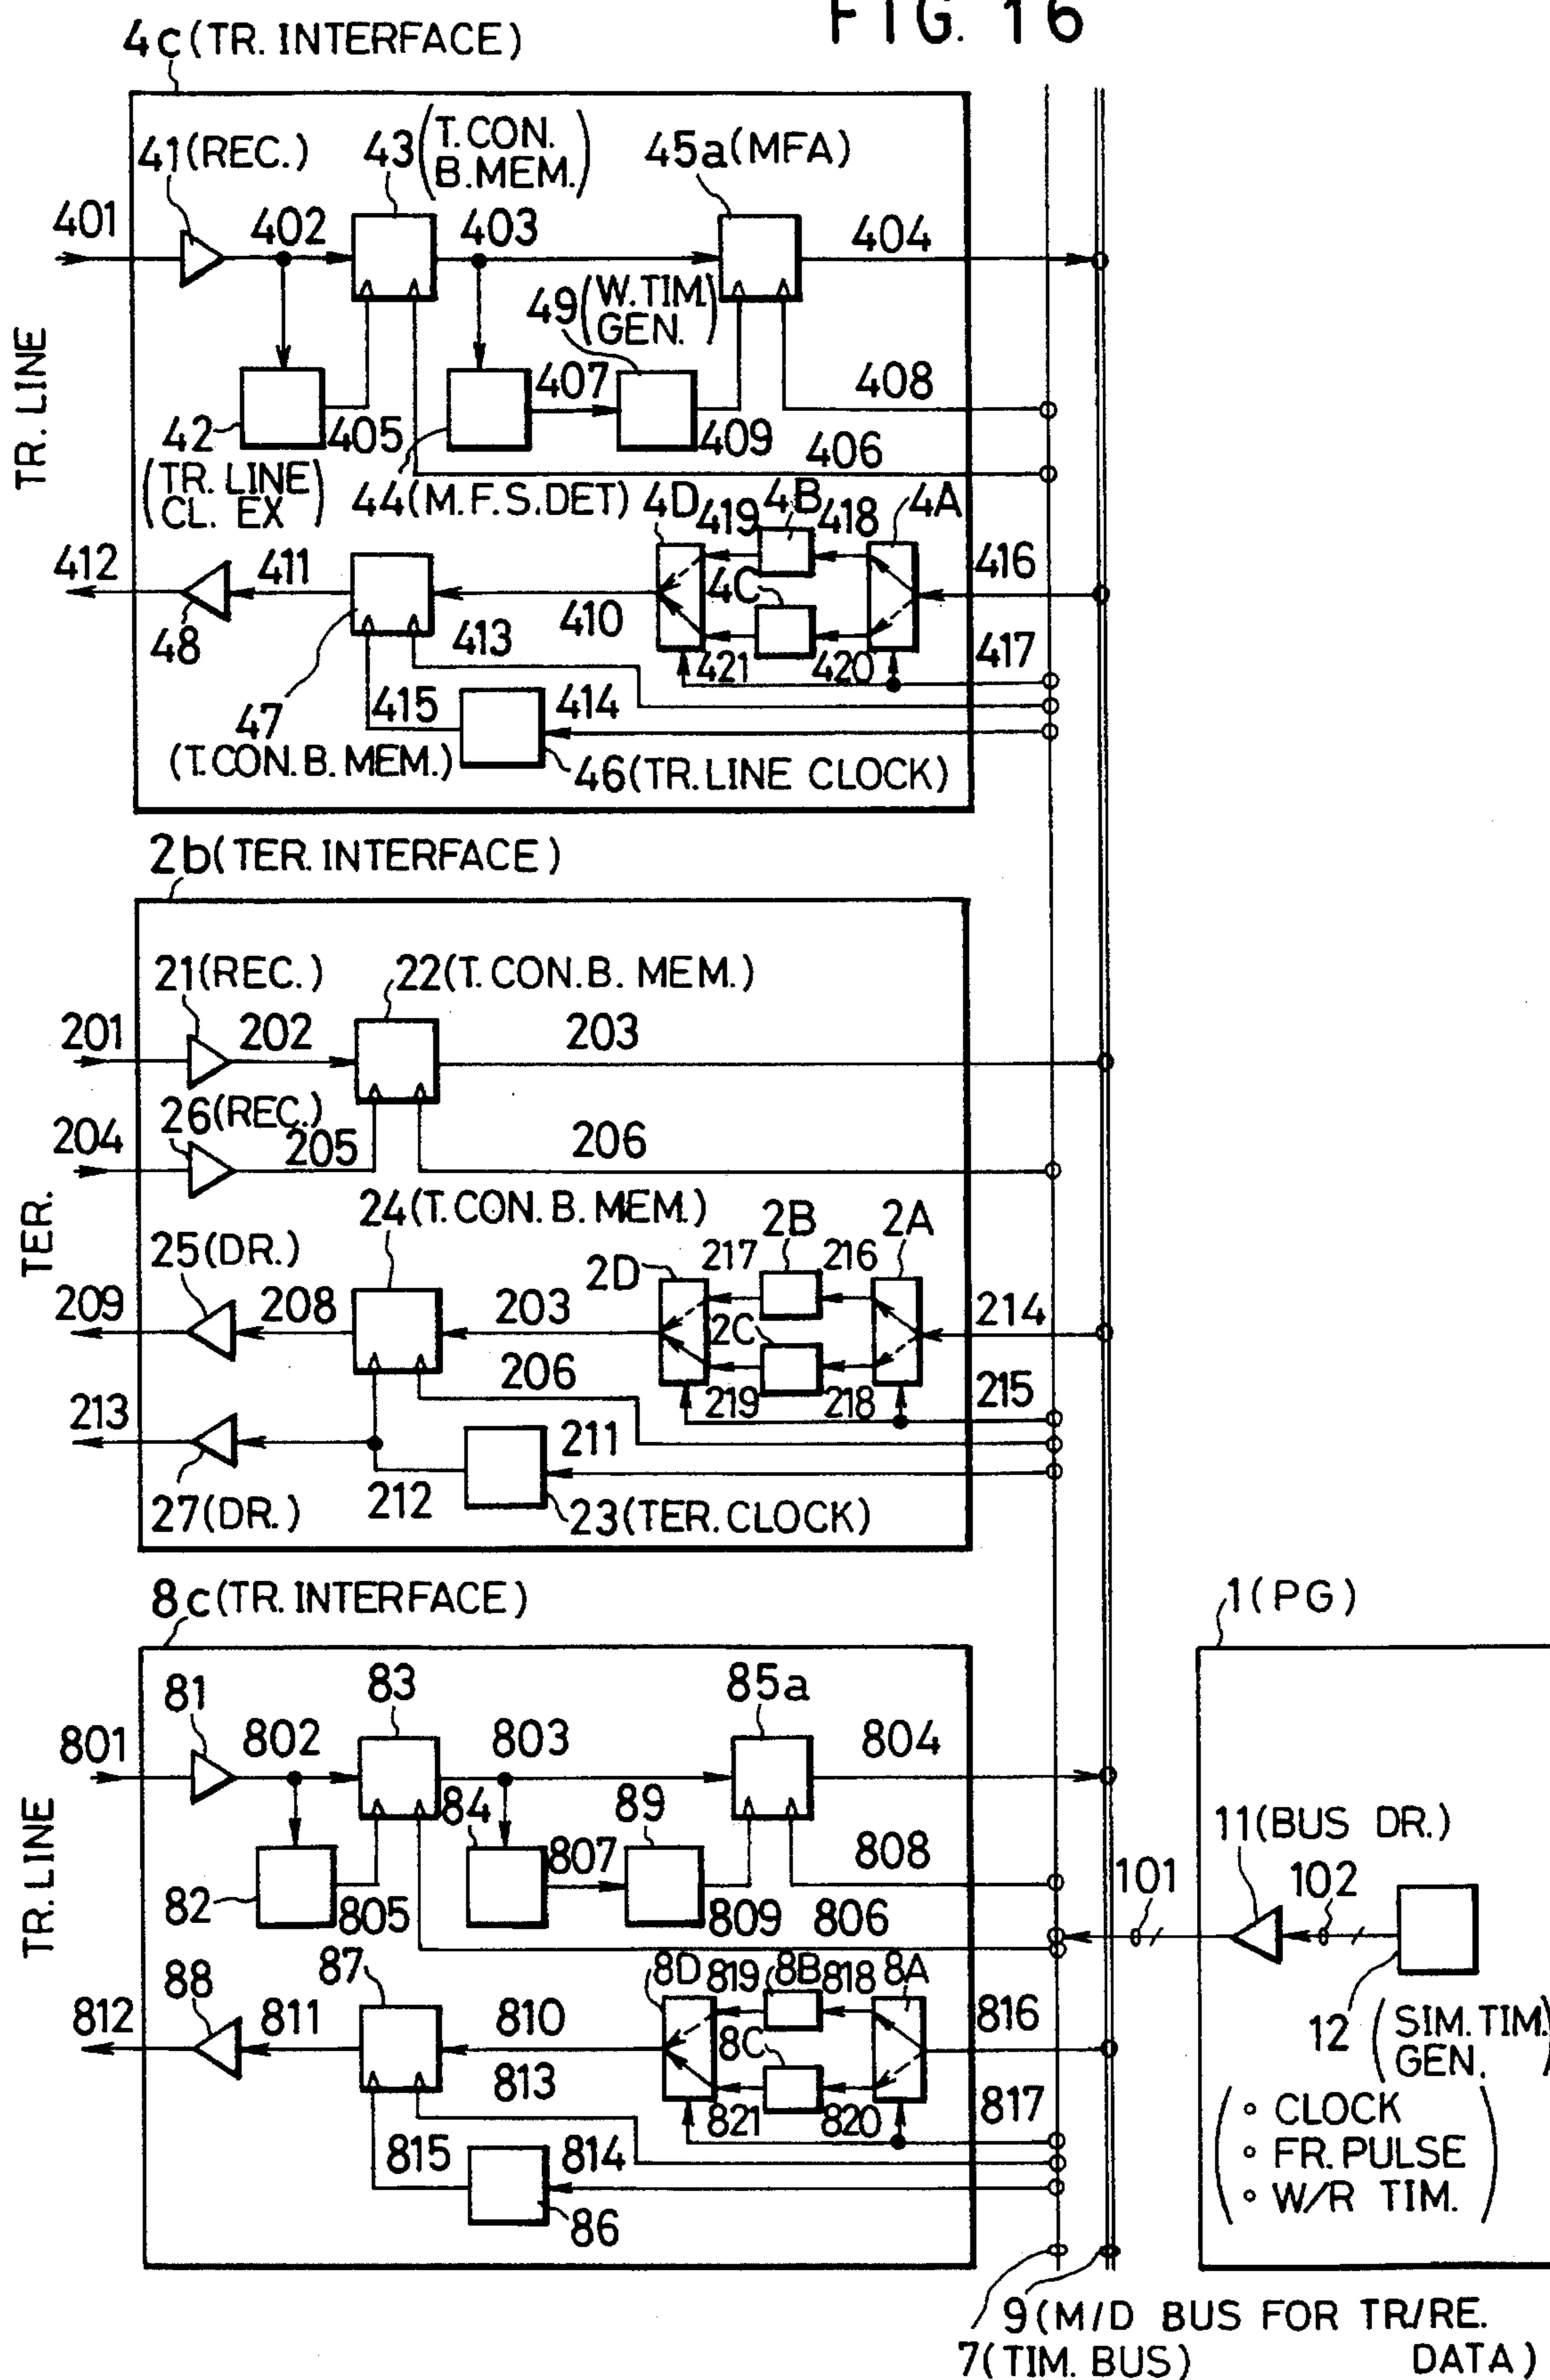 FIG. 16
4c (TR. INTERFACE)
41 (REC.)
43 (T. CON.
B. MEM.)
45a (MFA)
401
402
403
404
49 (W. TIM.
GEN.)
TR. LINE
407
408
42
405
409
406
(TR. LINE
CL. EX)
44 (M.F.S. DET)
4D
419
4B
418
4A
412
411
416
4C
410
48
413
421
420
417
415
414
47
(T. CON. B. MEM.)
46 (TR. LINE CLOCK)
2b (TER. INTERFACE)
21 (REC.)
22 (T. CON. B. MEM.)
201
202
203
26 (REC.)
204
205
206
TER.
24 (T. CON. B. MEM.)
25 (DR.)
2D
217
2B
216
2A
209
208
203
2C
214
206
219
218
215
213
211
212
27 (DR.)
23 (TER. CLOCK)
8c (TR. INTERFACE)
1 (PG)
81
83
85a
801
802
803
804
84
89
TR. LINE
807
808
11 (BUS DR.)
82
805
809
806
101
102
88
87
8D
819
8B
818
8A
812
811
810
8C
816
12 (SIM. TIM.
GEN.)
813
821
820
817
815
814
86
(∘ CLOCK
∘ FR. PULSE
∘ W/R TIM.)
9 (M/D BUS FOR TR/RE.
DATA)
7 (TIM. BUS)